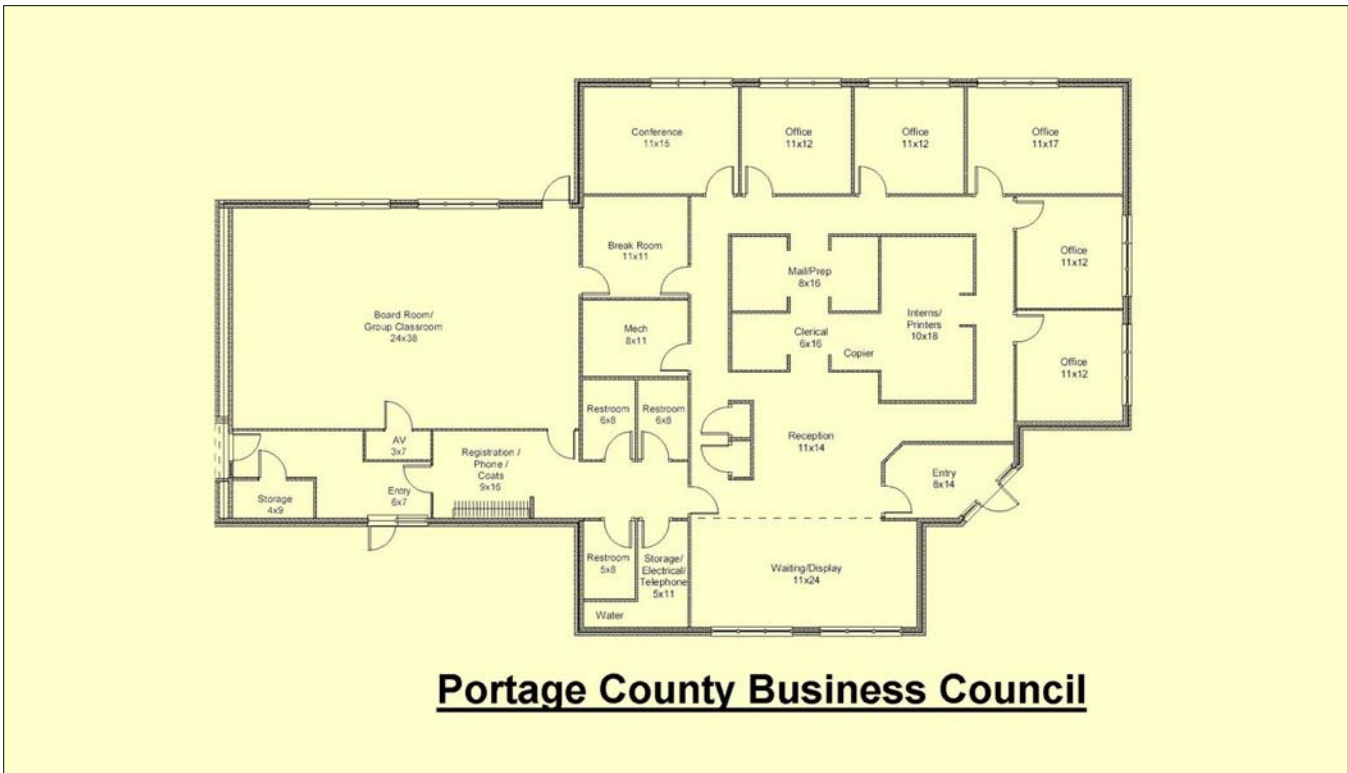 Conference
11x15
Office
11x12
Office
11x12
Office
11x17
Break Room
11x11
Mail/Prep
8x16
Office
11x12
Board Room/
Group Classroom
24x38
Mech
8x11
Clerical
6x16
Copier
Interns/
Printers
10x18
Office
11x12
Restroom
6x8
Restroom
6x8
Reception
11x14
AV
3x7
Registration /
Phone /
Coats
9x16
Entry
8x14
Storage
4x9
Entry
6x7
Restroom
5x8
Storage/
Electrical/
Telephone
5x11
Water
Waiting/Display
11x24
Portage County Business Council